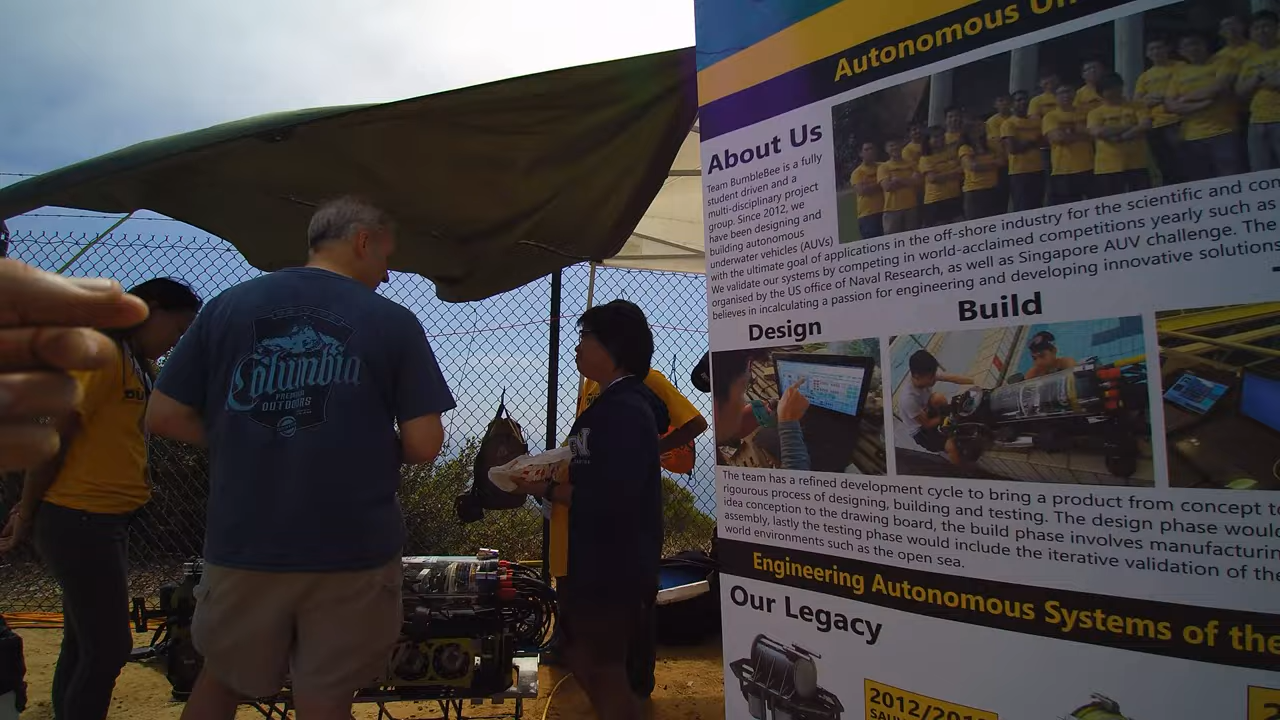 Autonomous
About Us
Team BumbleBee is a fully
student driven and a
multi-disciplinary project
group. Since 2012, we
have been designing and
building autonomous
underwater vehicles (AUVs)
with the ultimate goal of applications in the off-shore industry for the scientific and
We validate our systems by competing in world-acclaimed competitions yearly such as
organised by the US office of Naval Research, as well as Singapore AUV challenge. The
believes in incalculating a passion for engineering and developing innovative solutions
Design
Build
The team has a refined development cycle to bring a product from concept
rigorous process of designing, building and testing. The design phase would
idea conception to the drawing board, the build phase involves manufacturing
assembly, lastly the testing phase would include the iterative validation of the
world environments such as the open sea.
Engineering Autonomous Systems of the
Our Legacy
Columbia
PREMIUM
OUTDOORS
N